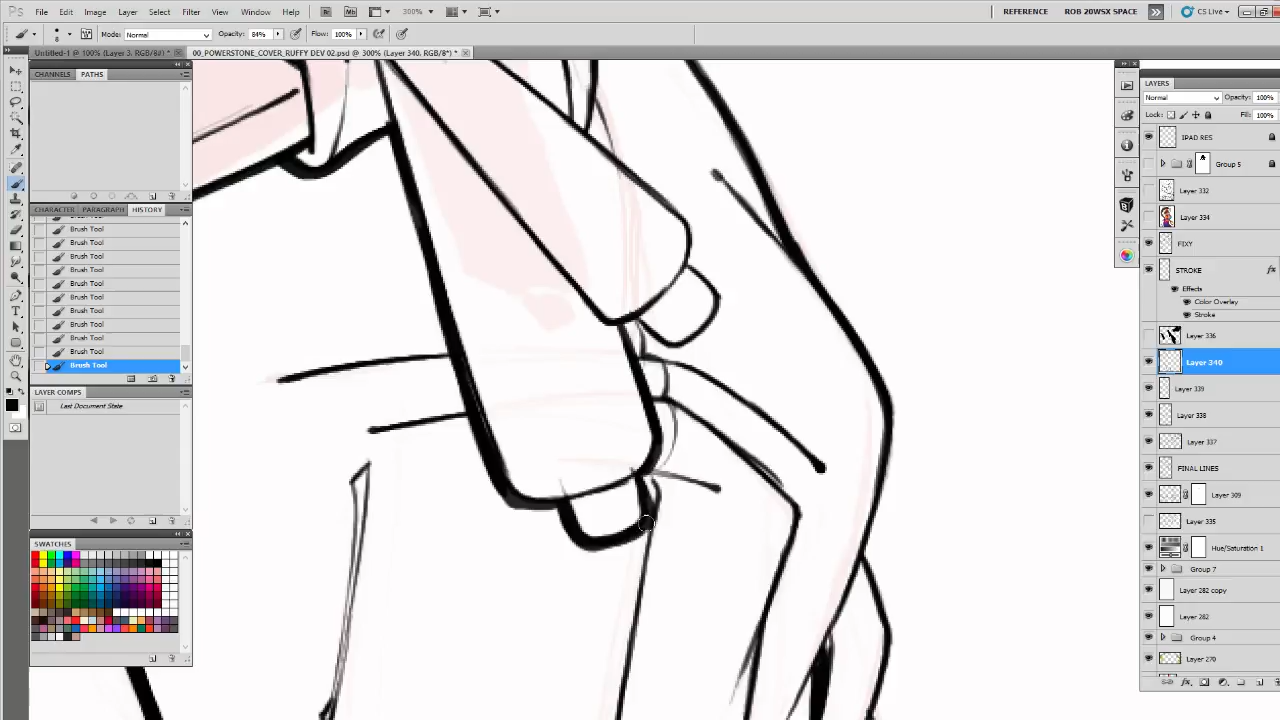 Ps File Edit Image Layer Select Filter View Window Help Br Mb 300% REFERENCE ROB 20WSX SPACE CS Live
8 Mode: Normal Opacity: 84% Flow: 100%
Untitled-1 @ 100% (Layer 3, RGB/8#) * 00_POWERSTONE_COVER_RUFFY DEV 02.psd @ 300% (Layer 340, RGB/8*) *
CHANNELS PATHS
CHARACTER PARAGRAPH HISTORY
Brush Tool
Brush Tool
Brush Tool
Brush Tool
Brush Tool
Brush Tool
Brush Tool
Brush Tool
Brush Tool
Brush Tool
Brush Tool
LAYER COMPS
Last Document State
SWATCHES
LAYERS
Normal Opacity: 100%
Lock: Fill: 100%
IPAD RES
Group 5
Layer 332
Layer 334
FIXY
STROKE fx
Effects
Color Overlay
Stroke
Layer 336
Layer 340
Layer 339
Layer 338
Layer 337
FINAL LINES
Layer 309
Layer 335
Hue/Saturation 1
Group 7
Layer 282 copy
Layer 282
Group 4
Layer 270